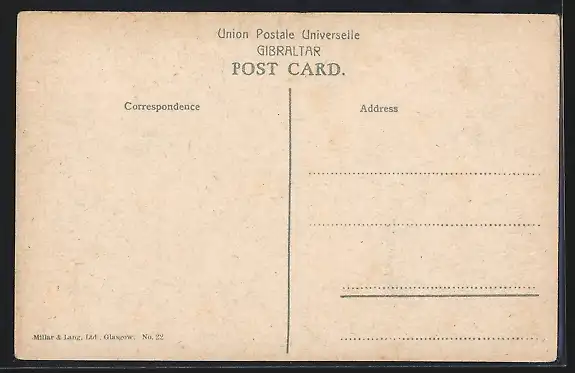 Union Postale Universelle
GIBRALTAR
POST CARD.
Correspondence
Address
Millar & Lang, Ltd., Glasgow. No. 22